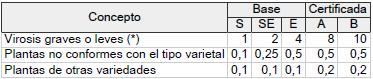 Concepto Base Certificada
S SE E A B
Virosis graves o leves (*) 1 2 4 8 10
Plantas no conformes con el tipo varietal 0,1 0,25 0,5 0,5 0,5
Plantas de otras variedades 0,1 0,1 0,1 0,2 0,2